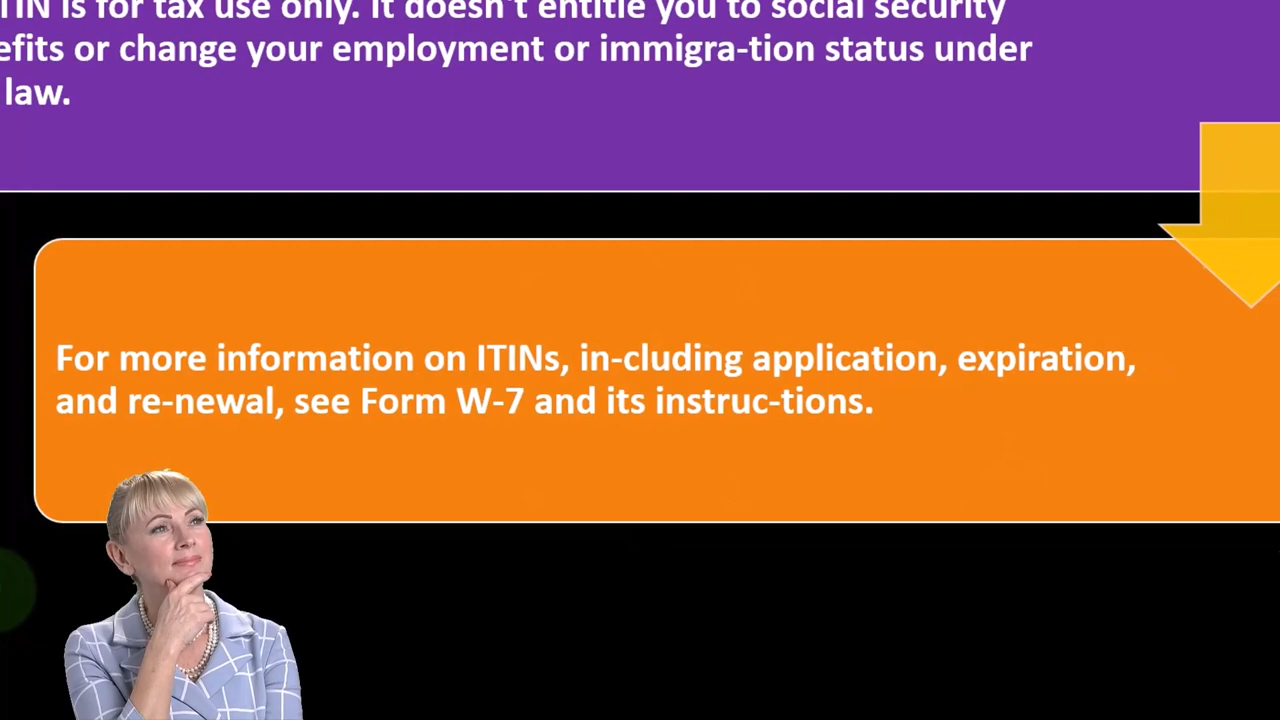 TIN is for tax use only. It doesn't entitle you to social security
efits or change your employment or immigra-tion status under
law.
For more information on ITINs, in-cluding application, expiration,
and re-newal, see Form W-7 and its instruc-tions.